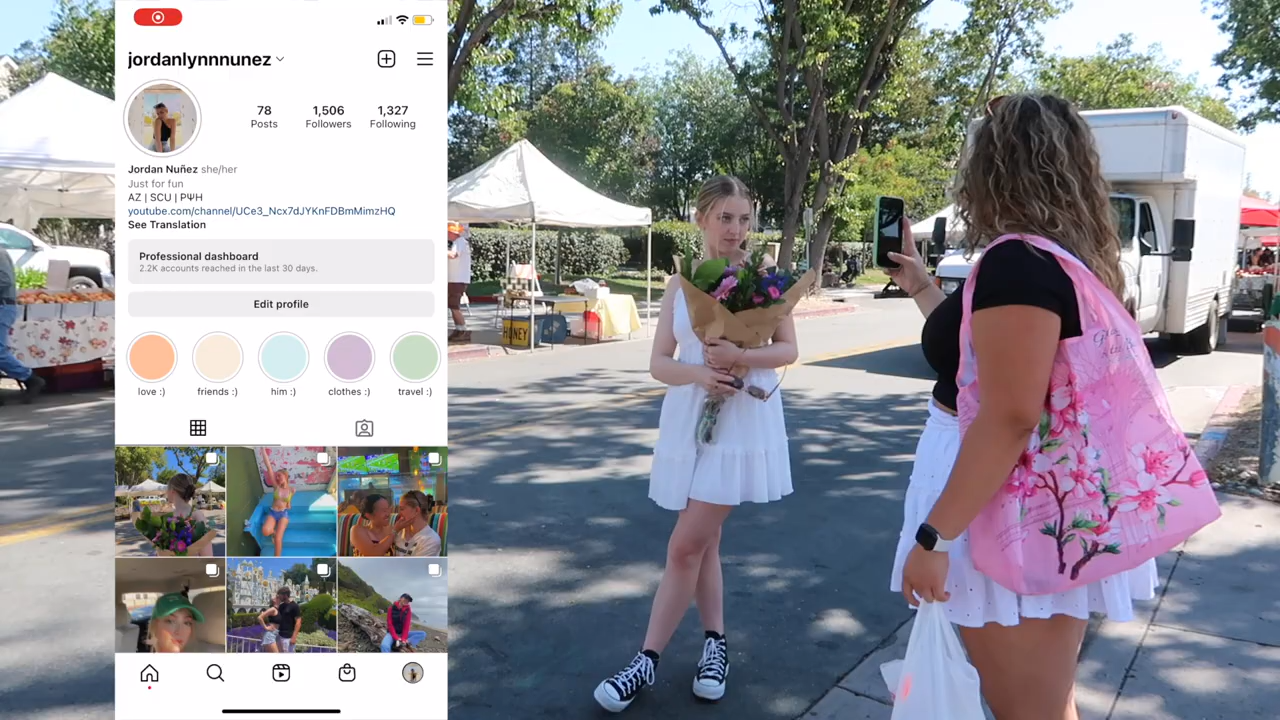 jordanlynnnunez
78
1,506
1,327
Posts
Followers
Following
Jordan Nuñez she/her
Just for fun
AZ | SCU | PΨH
youtube.com/channel/UCe3_Ncx7dJYKnFDBmMimzHQ
See Translation
Professional dashboard
2.2K accounts reached in the last 30 days.
Edit profile
love :)
friends :)
him :)
clothes :)
travel :)
HONEY